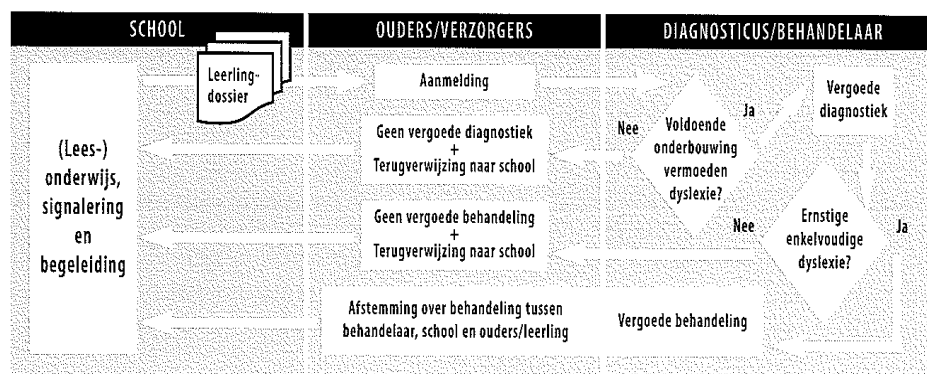 SCHOOL
OUDERS/VERZORGERS
DIAGNOSTICUS/BEHANDELAAR
Leerling-
dossier
(Lees-)
onderwijs,
signalering
en
begeleiding
Aanmelding
Geen vergoede diagnostiek
+
Terugverwijzing naar school
Geen vergoede behandeling
+
Terugverwijzing naar school
Afstemming over behandeling tussen
behandelaar, school en ouders/leerling
Nee
Voldoende
onderbouwing
vermoeden
dyslexie?
Ja
Vergoede
diagnostiek
Nee
Ernstige
enkelvoudige
dyslexie?
Ja
Vergoede behandeling